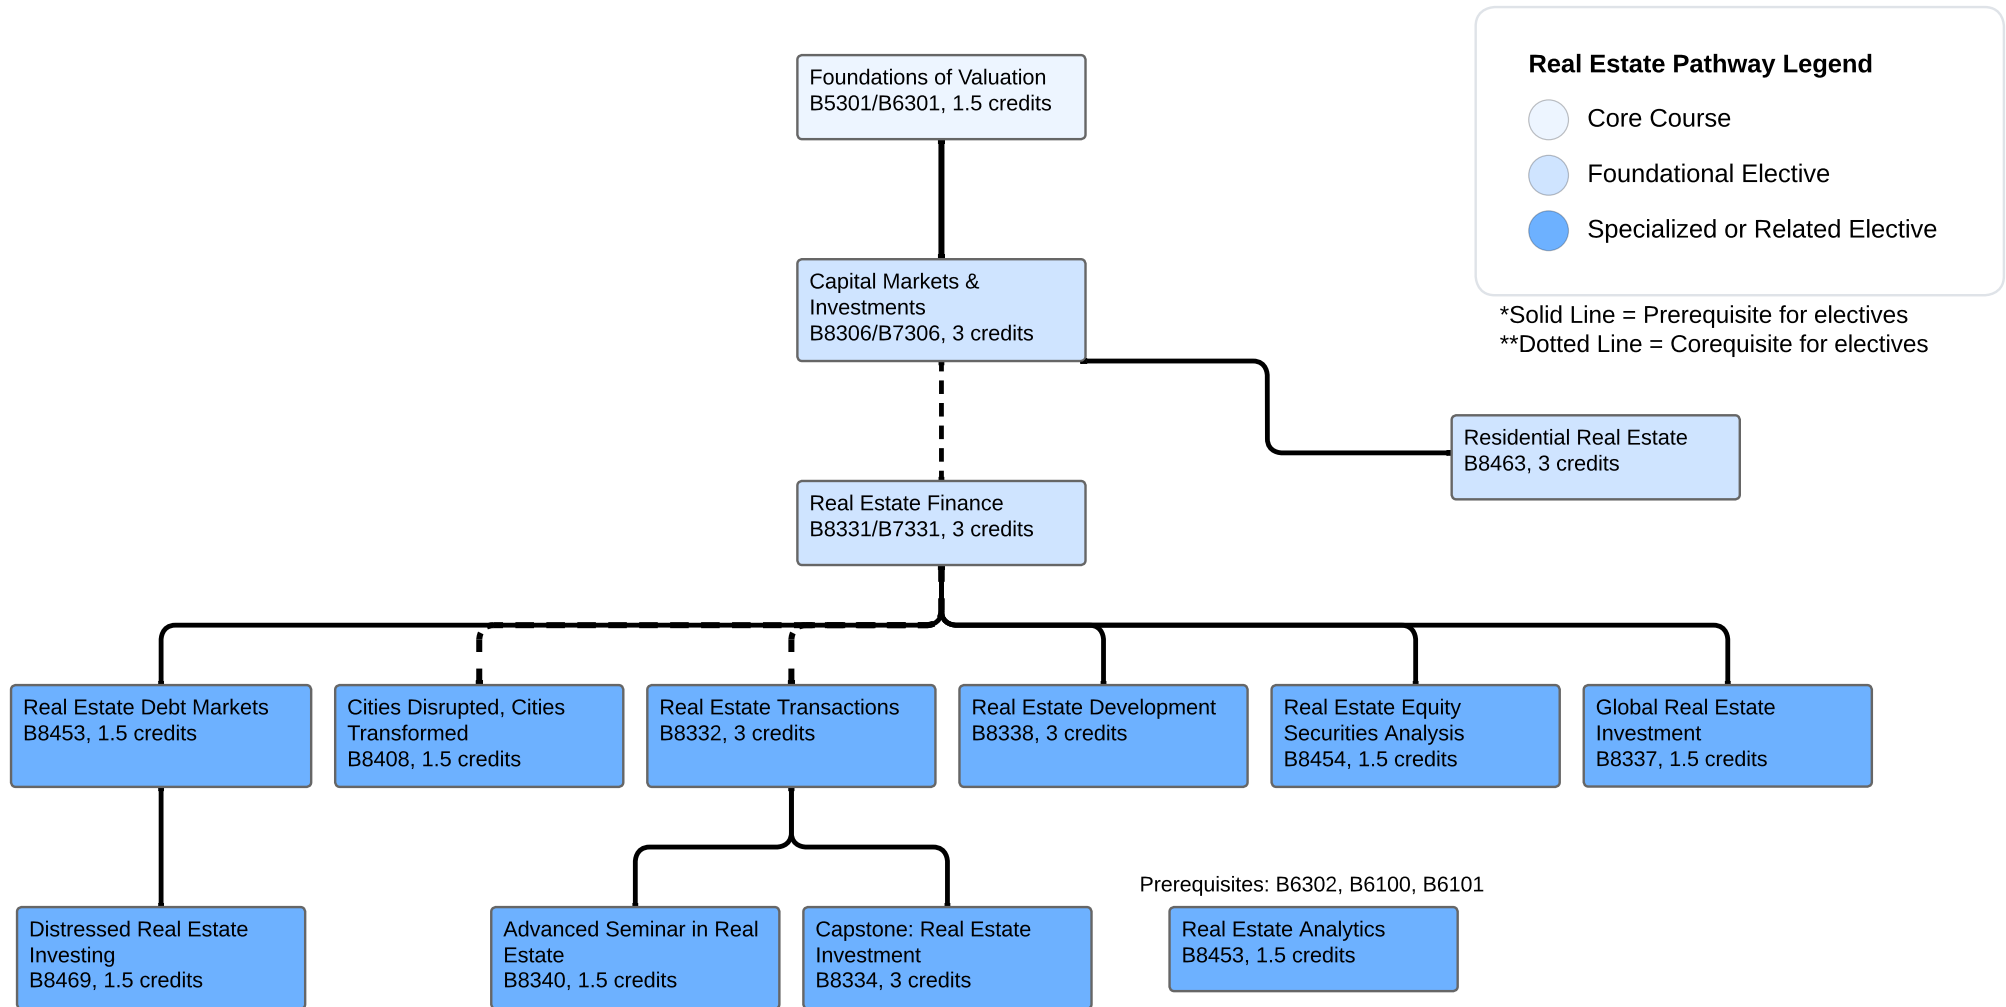 Foundations of Valuation
B5301/B6301, 1.5 credits
Real Estate Pathway Legend
Core Course
Foundational Elective
Specialized or Related Elective
*Solid Line = Prerequisite for electives
**Dotted Line = Corequisite for electives
Capital Markets &
Investments
B8306/B7306, 3 credits
Residential Real Estate
B8463, 3 credits
Real Estate Finance
B8331/B7331, 3 credits
Real Estate Debt Markets
B8453, 1.5 credits
Cities Disrupted, Cities
Transformed
B8408, 1.5 credits
Real Estate Transactions
B8332, 3 credits
Real Estate Development
B8338, 3 credits
Real Estate Equity
Securities Analysis
B8454, 1.5 credits
Global Real Estate
Investment
B8337, 1.5 credits
Distressed Real Estate
Investing
B8469, 1.5 credits
Advanced Seminar in Real
Estate
B8340, 1.5 credits
Capstone: Real Estate
Investment
B8334, 3 credits
Prerequisites: B6302, B6100, B6101
Real Estate Analytics
B8453, 1.5 credits